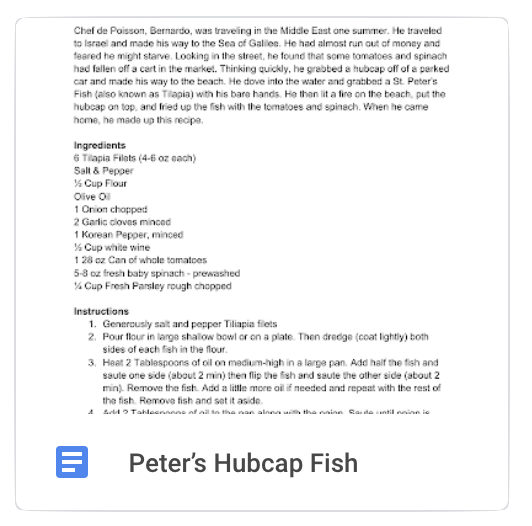 Chef de Poisson, Bernardo, was traveling in the Middle East one summer. He traveled
to Israel and made his way to the Sea of Galilee. He had almost run out of money and
feared he might starve. Looking in the street, he found that some tomatoes and spinach
had fallen off a cart in the market. Thinking quickly, he grabbed a hubcap off of a parked
car and made his way to the beach. He dove into the water and grabbed a St. Peter's
Fish (also known as Tilapia) with his bare hands. He then lit a fire on the beach, put the
hubcap on top, and fried up the fish with the tomatoes and spinach. When he came
home, he made up this recipe.
Ingredients
6 Tilapia Filets (4-6 oz each)
Salt & Pepper
½ Cup Flour
Olive Oil
1 Onion chopped
2 Garlic cloves minced
1 Korean Pepper, minced
½ Cup white wine
1 28 oz Can of whole tomatoes
5-8 oz fresh baby spinach - prewashed
¼ Cup Fresh Parsley rough chopped
Instructions
1. Generously salt and pepper Tiliapia filets
2. Pour flour in large shallow bowl or on a plate. Then dredge (coat lightly) both
sides of each fish in the flour.
3. Heat 2 Tablespoons of oil on medium-high in a large pan. Add half the fish and
saute one side (about 2 min) then flip the fish and saute the other side (about 2
min). Remove the fish. Add a little more oil if needed and repeat with the rest of
the fish. Remove fish and set it aside.
4. Add 2 Tablespoons of oil to the pan along with the onion. Saute until onion is
Peter's Hubcap Fish